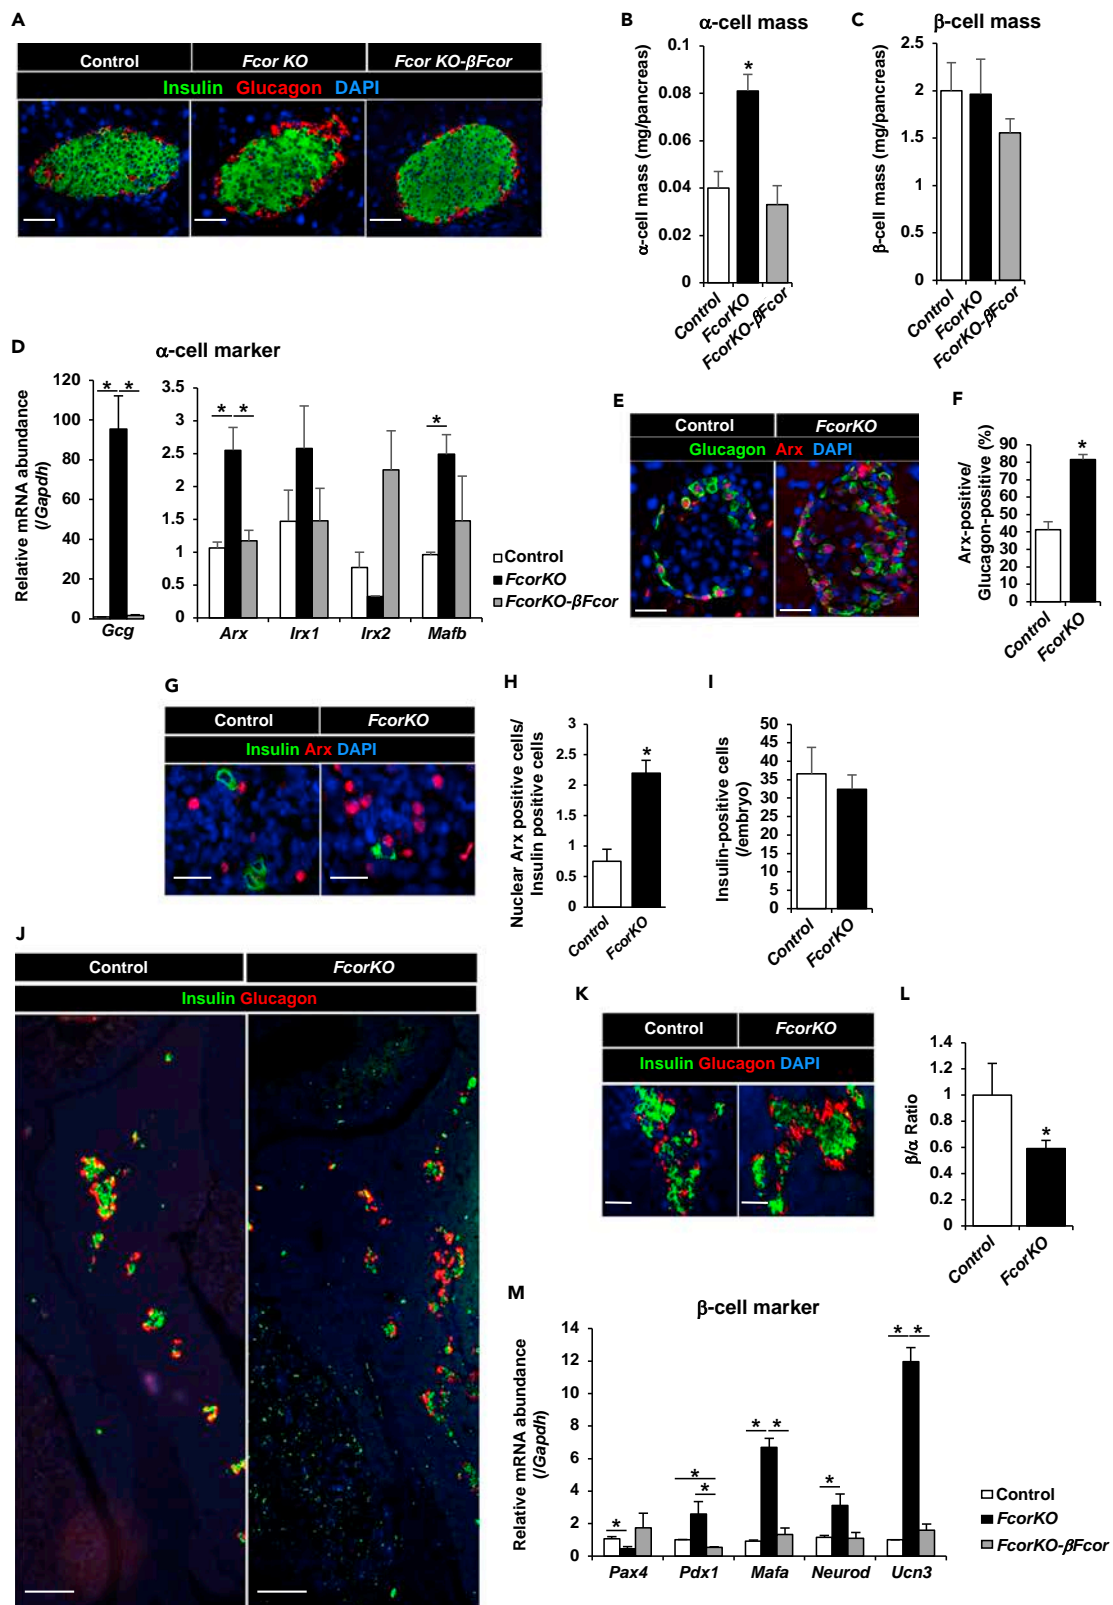 A
Control
Fcor KO
Fcor KO-βFcor
Insulin Glucagon DAPI
B
α-cell mass
α-cell mass (mg/pancreas)
0.1
0.08
0.06
0.04
0.02
0
*
Control
FcorKO
FcorKO-βFcor
C
β-cell mass
β-cell mass (mg/pancreas)
2.5
2
1.5
1
0.5
0
Control
FcorKO
FcorKO-βFcor
D
α-cell marker
Relative mRNA abundance
(/Gapdh)
120
100
80
60
40
20
0
* *
Gcg
3.5
3
2.5
2
1.5
1
0.5
0
* *
*
Arx
Irx1
Irx2
Mafb
Control
FcorKO
FcorKO-βFcor
E
Control
FcorKO
Glucagon Arx DAPI
F
Arx-positive/
Glucagon-positive (%)
90
80
70
60
50
40
30
20
10
0
*
Control
FcorKO
G
Control
FcorKO
Insulin Arx DAPI
H
Nuclear Arx positive cells/
Insulin positive cells
3
2.5
2
1.5
1
0.5
0
*
Control
FcorKO
I
Insulin-positive cells
(/embryo)
50
45
40
35
30
25
20
15
10
5
0
Control
FcorKO
J
Control
FcorKO
Insulin Glucagon
K
Control
FcorKO
Insulin Glucagon DAPI
L
β/α Ratio
1.4
1.2
1
0.8
0.6
0.4
0.2
0
*
Control
FcorKO
M
β-cell marker
Relative mRNA abundance
(/Gapdh)
14
12
10
8
6
4
2
0
*
*
*
* *
*
* *
Pax4
Pdx1
Mafa
Neurod
Ucn3
Control
FcorKO
FcorKO-βFcor